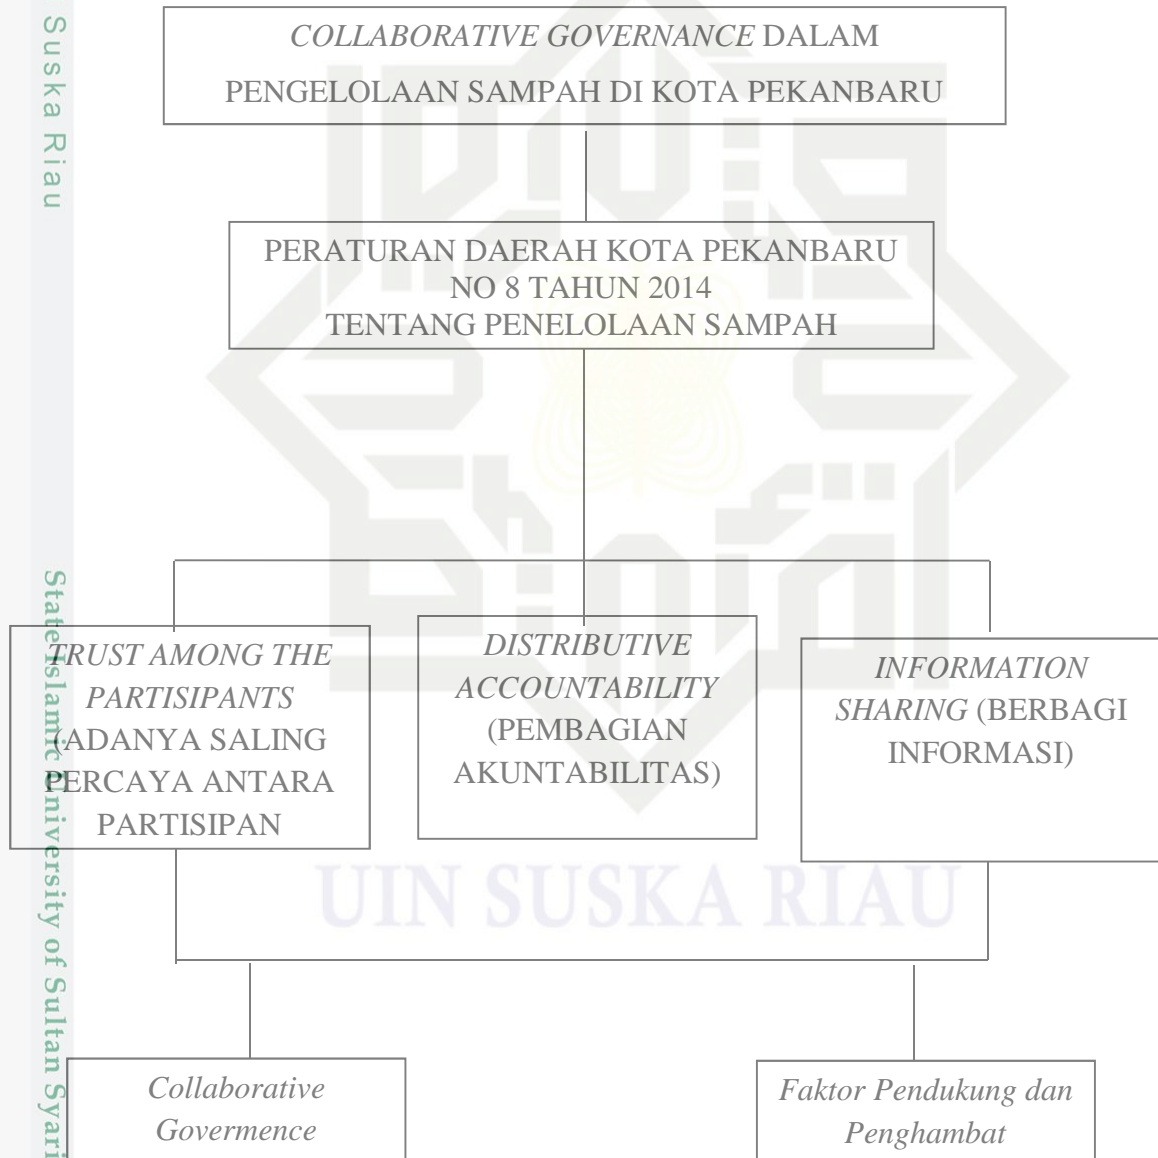 Suska Riau
State Islamic University of Sultan Syari
COLLABORATIVE GOVERNANCE DALAM
PENGELOLAAN SAMPAH DI KOTA PEKANBARU
PERATURAN DAERAH KOTA PEKANBARU
NO 8 TAHUN 2014
TENTANG PENELOLAAN SAMPAH
TRUST AMONG THE
PARTISIPANTS
(ADANYA SALING
PERCAYA ANTARA
PARTISIPAN
DISTRIBUTIVE
ACCOUNTABILITY
(PEMBAGIAN
AKUNTABILITAS)
INFORMATION
SHARING (BERBAGI
INFORMASI)
UIN SUSKA RIAU
Collaborative
Govermence
Faktor Pendukung dan
Penghambat